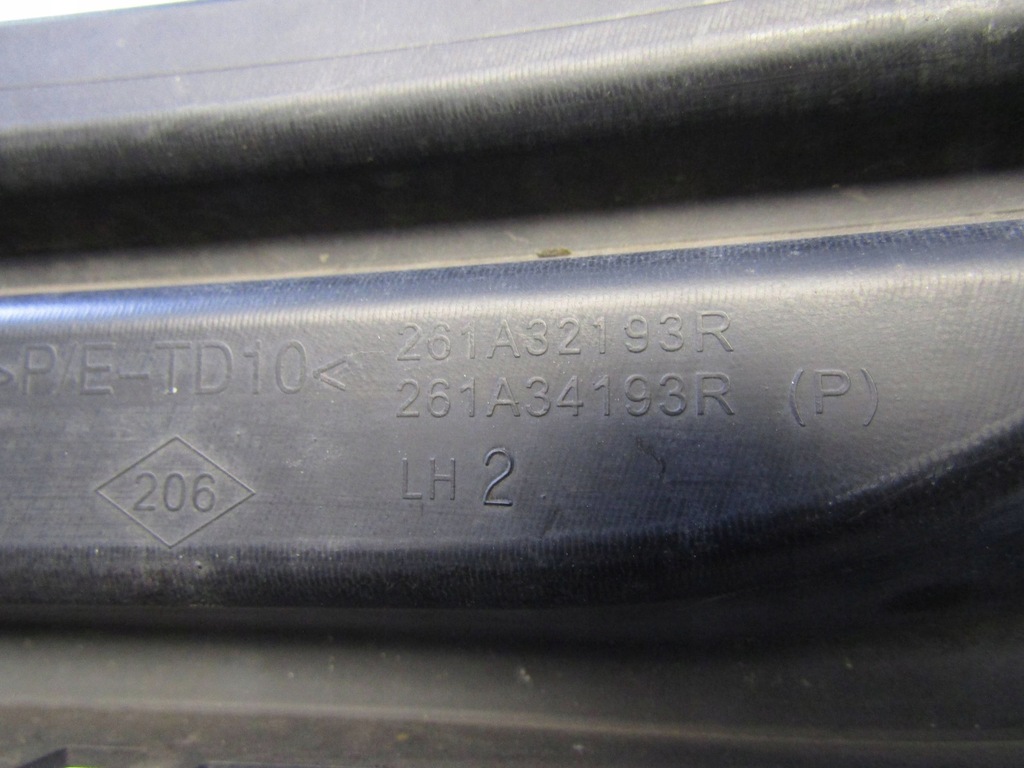 >P/E-TD10<
261A32193R
261A34193R (P)
206
LH 2